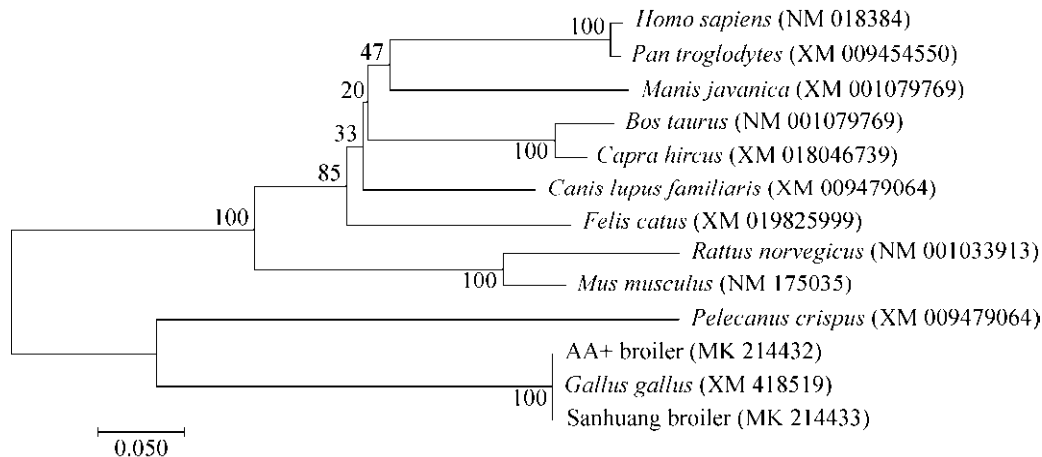 100
Homo sapiens (NM 018384)
Pan troglodytes (XM 009454550)
47
Manis javanica (XM 001079769)
20
Bos taurus (NM 001079769)
100
Capra hircus (XM 018046739)
33
Canis lupus familiaris (XM 009479064)
85
Felis catus (XM 019825999)
100
Rattus norvegicus (NM 001033913)
100
Mus musculus (NM 175035)
Pelecanus crispus (XM 009479064)
AA+ broiler (MK 214432)
Gallus gallus (XM 418519)
100
Sanhuang broiler (MK 214433)
0.050